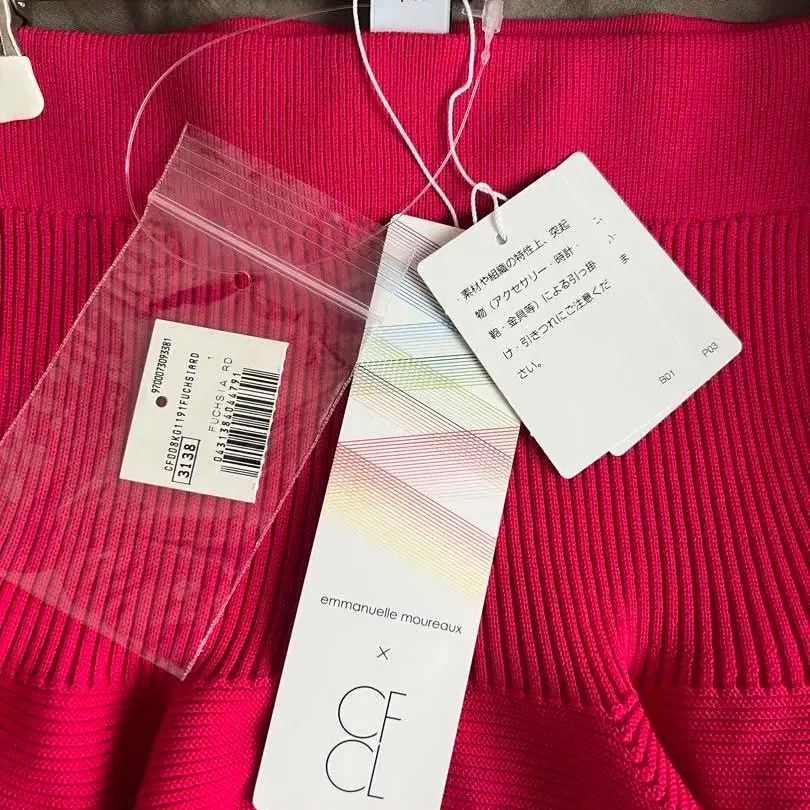 9700073093381
CF008KG1191FUCHSIARD
3138
1
FUCHSIA RD
0431384044791
・素材や組織の特性上、突起
物（アクセサリー・時計・
鞄・金具等）による引っ掛
け・引きつれにご注意くだ
さい。
B01
P03
emmanuelle moureaux
×
CF
CL